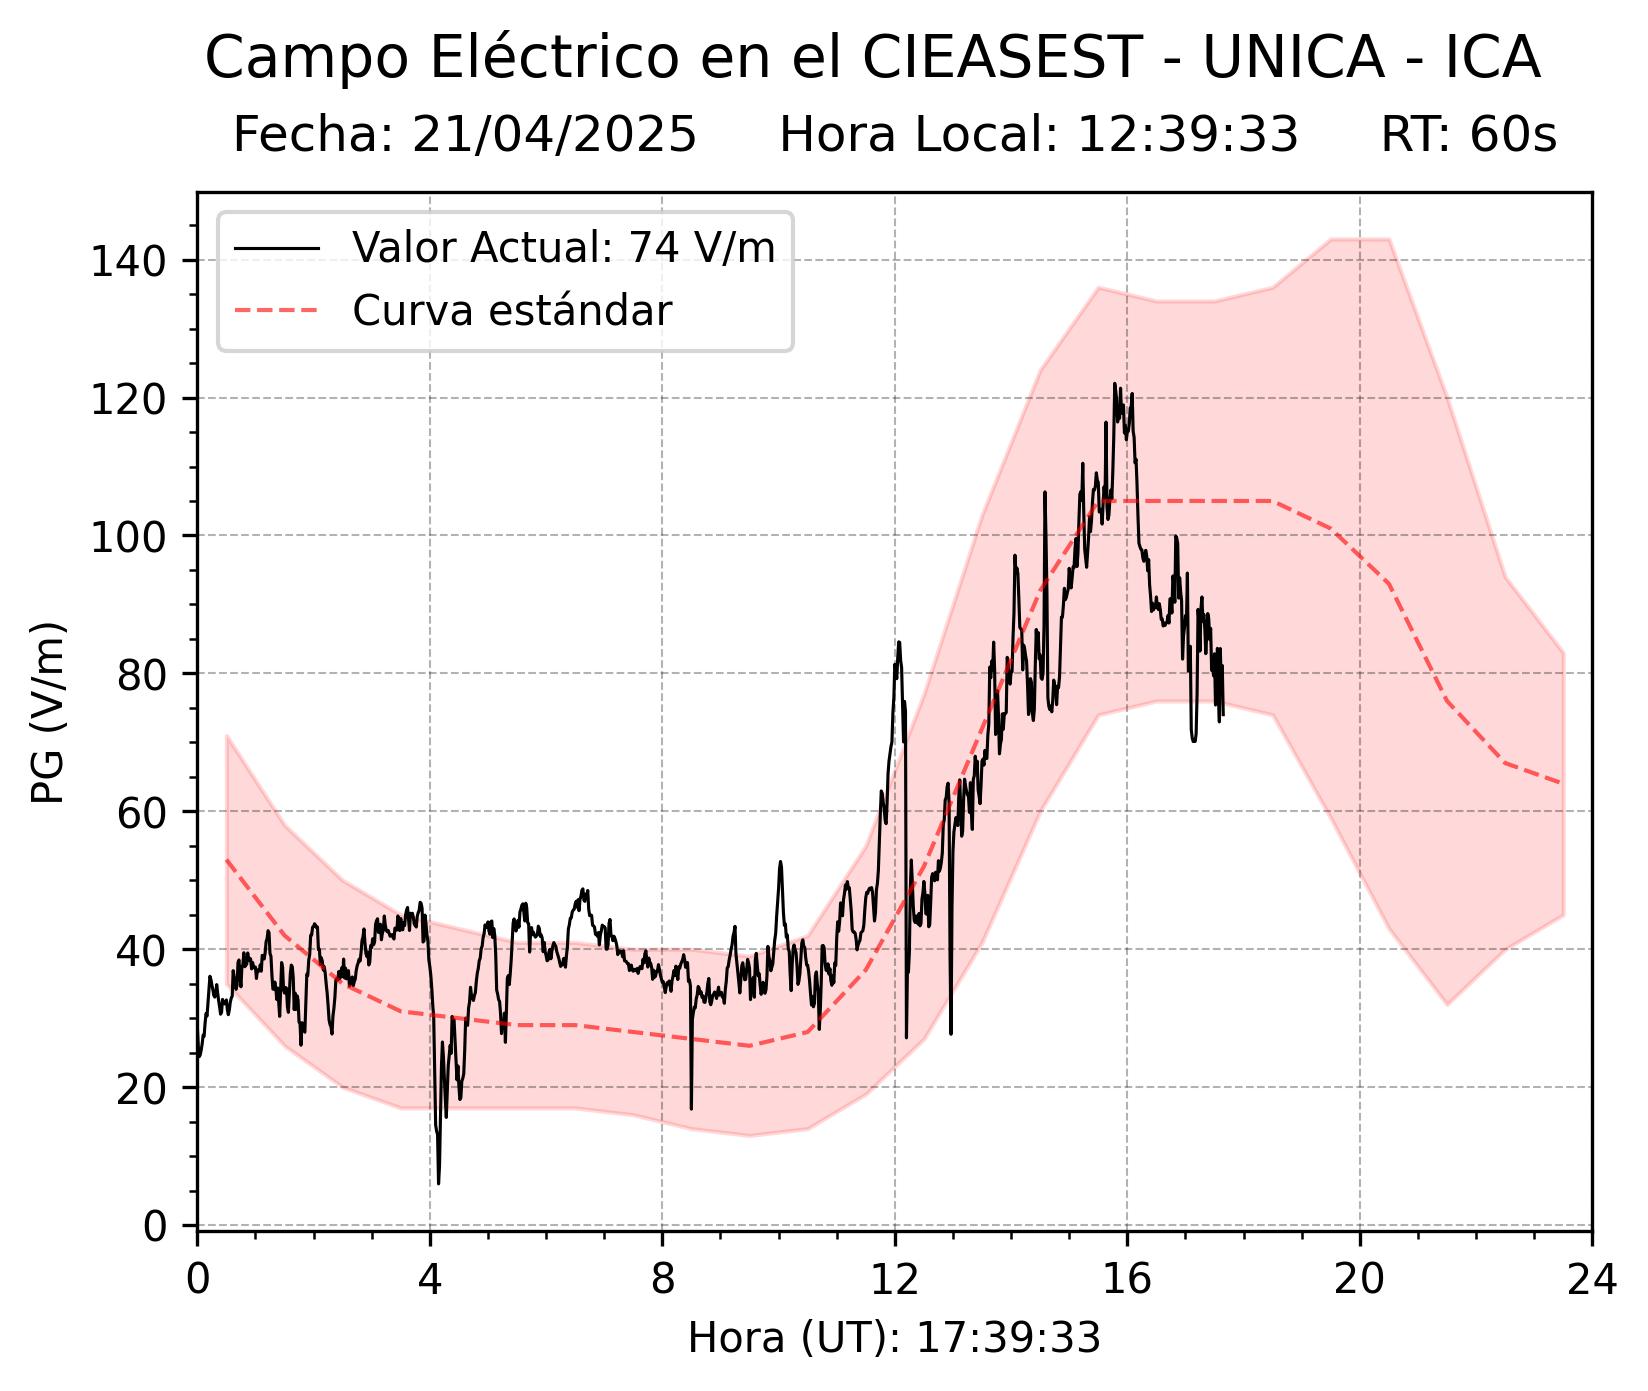 Campo Eléctrico en el CIEASEST - UNICA - ICA
Fecha: 21/04/2025 Hora Local: 12:39:33 RT: 60s
Valor Actual: 74 V/m
Curva estándar
PG (V/m)
140
120
100
80
60
40
20
0
0 4 8 12 16 20 24
Hora (UT): 17:39:33